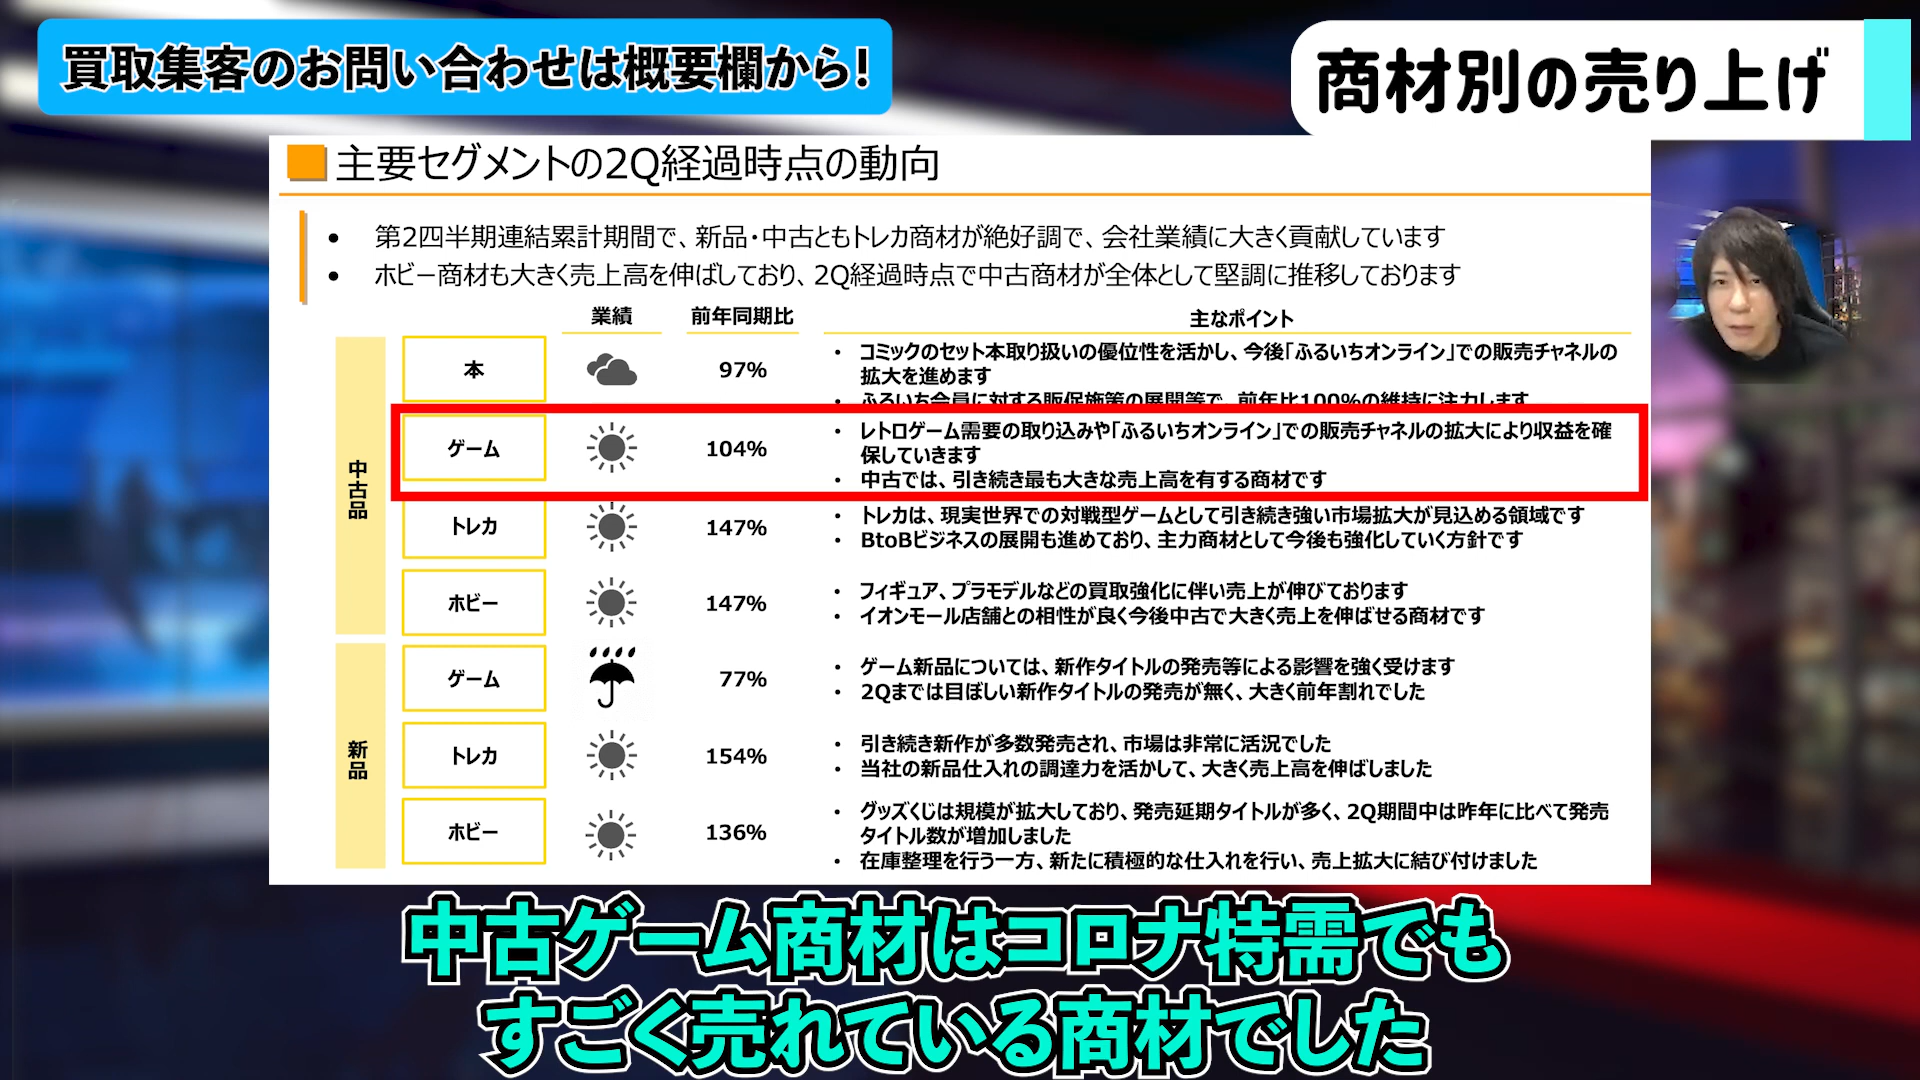 買取集客のお問い合わせは概要欄から!
商材別の売り上げ
主要セグメントの2Q経過時点の動向
• 第2四半期連結累計期間で、新品・中古ともトレカ商材が絶好調で、会社業績に大きく貢献しています
• ホビー商材も大きく売上高を伸ばしており、2Q経過時点で中古商材が全体として堅調に推移しております
業績 前年同期比 主なポイント
中古品
本 97%
• コミックのセット本取り扱いの優位性を活かし、今後「ふるいちオンライン」での販売チャネルの
拡大を進めます
• ふるいち会員に対する販促施策の展開等で、前年比100%の維持に注力します
ゲーム 104%
• レトロゲーム需要の取り込みや「ふるいちオンライン」での販売チャネルの拡大により収益を確
保していきます
• 中古では、引き続き最も大きな売上高を有する商材です
トレカ 147%
• トレカは、現実世界での対戦型ゲームとして引き続き強い市場拡大が見込める領域です
• BtoBビジネスの展開も進めており、主力商材として今後も強化していく方針です
ホビー 147%
• フィギュア、プラモデルなどの買取強化に伴い売上が伸びております
• イオンモール店舗との相性が良く今後中古で大きく売上を伸ばせる商材です
新品
ゲーム 77%
• ゲーム新品については、新作タイトルの発売等による影響を強く受けます
• 2Qまでは目ぼしい新作タイトルの発売が無く、大きく前年割れでした
トレカ 154%
• 引き続き新作が多数発売され、市場は非常に活況でした
• 当社の新品仕入れの調達力を活かして、大きく売上高を伸ばしました
ホビー 136%
• グッズくじは規模が拡大しており、発売延期タイトルが多く、2Q期間中は昨年に比べて発売
タイトル数が増加しました
• 在庫整理を行う一方、新たに積極的な仕入れを行い、売上拡大に結び付けました
中古ゲーム商材はコロナ特需でも
すごく売れている商材でした